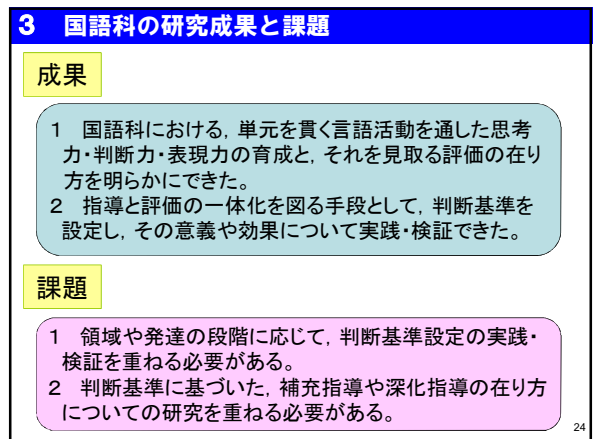 3　国語科の研究成果と課題
成果
1　国語科における，単元を貫く言語活動を通した思考
力・判断力・表現力の育成と，それを見取る評価の在り
方を明らかにできた。
2　指導と評価の一体化を図る手段として，判断基準を
設定し，その意義や効果について実践・検証できた。
課題
1　領域や発達の段階に応じて，判断基準設定の実践・
検証を重ねる必要がある。
2　判断基準に基づいた，補充指導や深化指導の在り方
についての研究を重ねる必要がある。
24